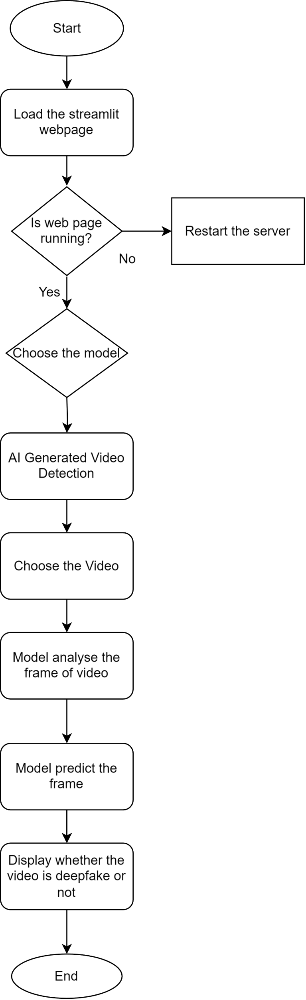 Start
Load the streamlit
webpage
Is web page
running?
Restart the server
No
Yes
Choose the model
AI Generated Video
Detection
Choose the Video
Model analyse the
frame of video
Model predict the
frame
Display whether the
video is deepfake or
not
End